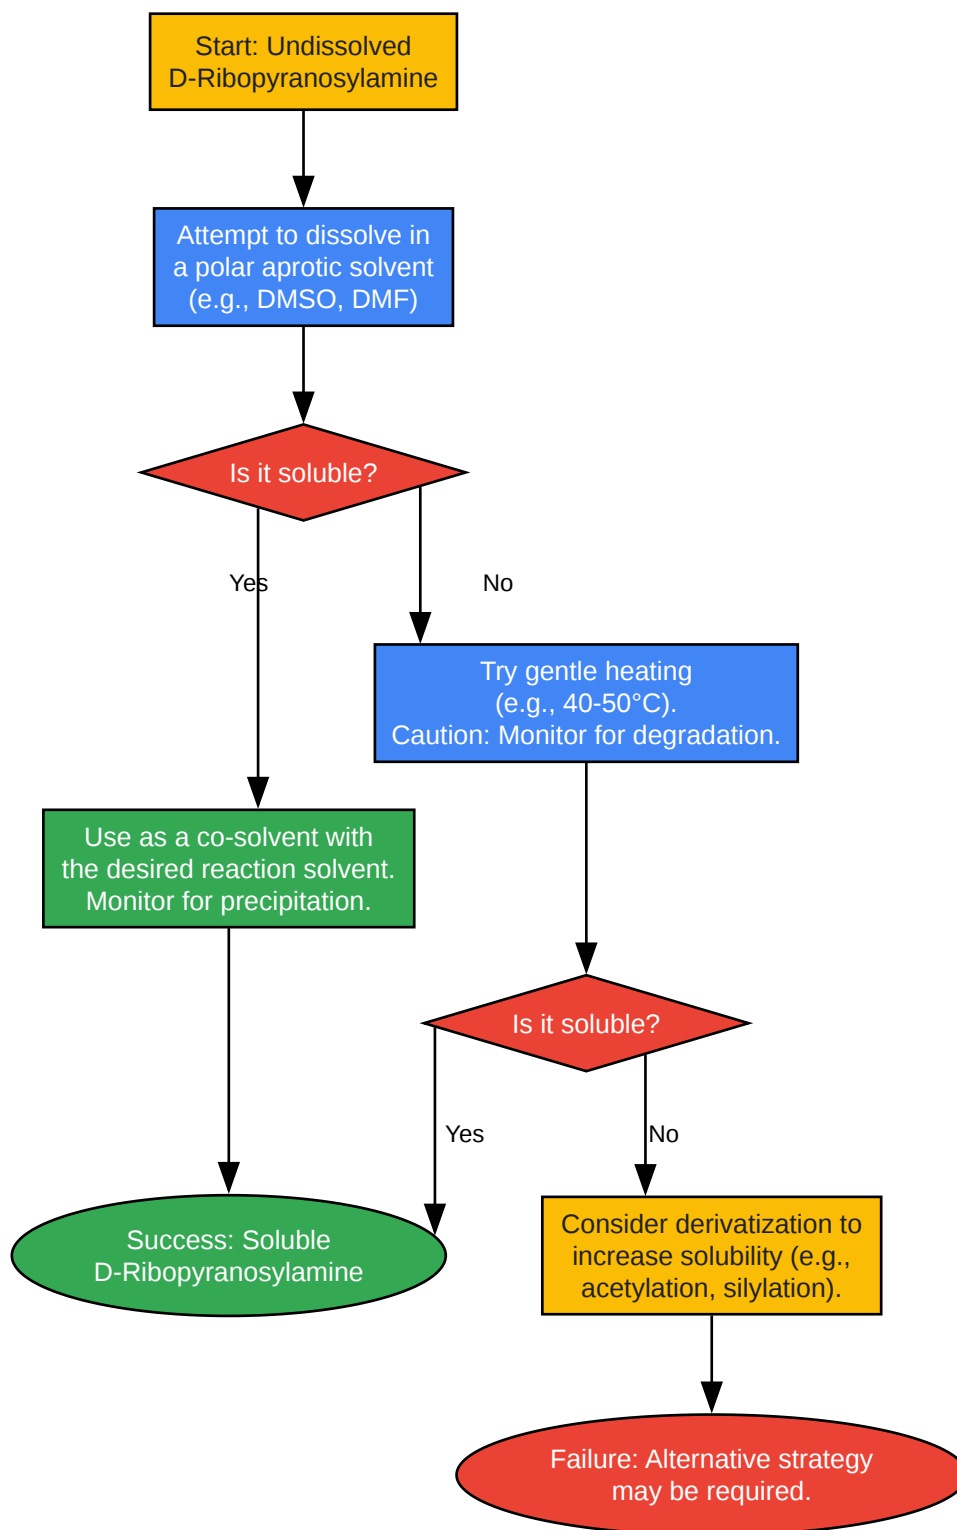 Start: Undissolved
D-Ribopyranosylamine
Attempt to dissolve in
a polar aprotic solvent
(e.g., DMSO, DMF)
Is it soluble?
Yes
No
Try gentle heating
(e.g., 40-50°C).
Caution: Monitor for degradation.
Use as a co-solvent with
the desired reaction solvent.
Monitor for precipitation.
Is it soluble?
Yes
No
Success: Soluble
D-Ribopyranosylamine
Consider derivatization to
increase solubility (e.g.,
acetylation, silylation).
Failure: Alternative strategy
may be required.